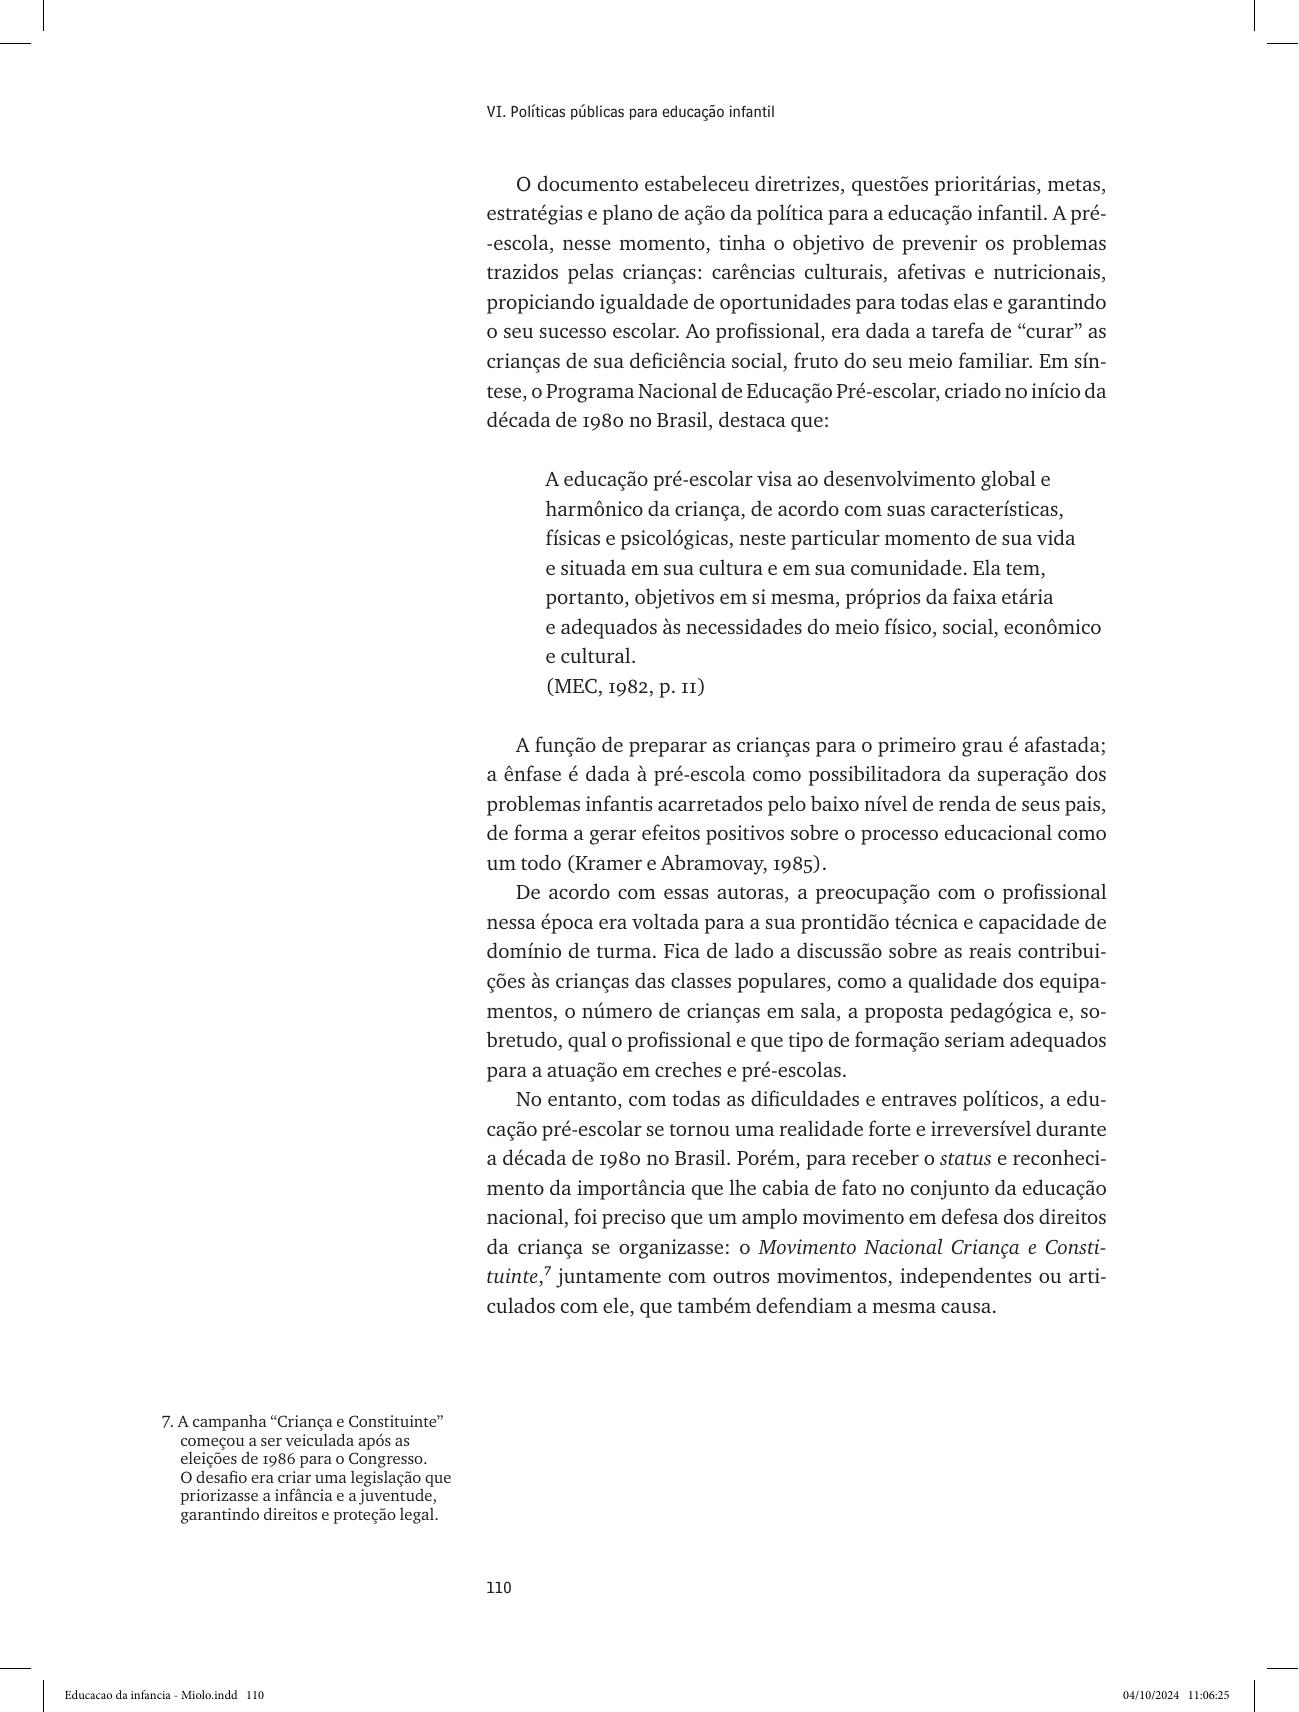 VI. Políticas públicas para educação infantil
O documento estabeleceu diretrizes, questões prioritárias, metas,
estratégias e plano de ação da política para a educação infantil. A pré-
-escola, nesse momento, tinha o objetivo de prevenir os problemas
trazidos pelas crianças: carências culturais, afetivas e nutricionais,
propiciando igualdade de oportunidades para todas elas e garantindo
o seu sucesso escolar. Ao profissional, era dada a tarefa de “curar” as
crianças de sua deficiência social, fruto do seu meio familiar. Em sín-
tese, o Programa Nacional de Educação Pré-escolar, criado no início da
década de 1980 no Brasil, destaca que:
A educação pré-escolar visa ao desenvolvimento global e
harmônico da criança, de acordo com suas características,
físicas e psicológicas, neste particular momento de sua vida
e situada em sua cultura e em sua comunidade. Ela tem,
portanto, objetivos em si mesma, próprios da faixa etária
e adequados às necessidades do meio físico, social, econômico
e cultural.
(MEC, 1982, p. 11)
A função de preparar as crianças para o primeiro grau é afastada;
a ênfase é dada à pré-escola como possibilitadora da superação dos
problemas infantis acarretados pelo baixo nível de renda de seus pais,
de forma a gerar efeitos positivos sobre o processo educacional como
um todo (Kramer e Abramovay, 1985).
De acordo com essas autoras, a preocupação com o profissional
nessa época era voltada para a sua prontidão técnica e capacidade de
domínio de turma. Fica de lado a discussão sobre as reais contribui-
ções às crianças das classes populares, como a qualidade dos equipa-
mentos, o número de crianças em sala, a proposta pedagógica e, so-
bretudo, qual o profissional e que tipo de formação seriam adequados
para a atuação em creches e pré-escolas.
No entanto, com todas as dificuldades e entraves políticos, a edu-
cação pré-escolar se tornou uma realidade forte e irreversível durante
a década de 1980 no Brasil. Porém, para receber o status e reconheci-
mento da importância que lhe cabia de fato no conjunto da educação
nacional, foi preciso que um amplo movimento em defesa dos direitos
da criança se organizasse: o Movimento Nacional Criança e Consti-
tuinte,7 juntamente com outros movimentos, independentes ou arti-
culados com ele, que também defendiam a mesma causa.
7. A campanha “Criança e Constituinte”
começou a ser veiculada após as
eleições de 1986 para o Congresso.
O desafio era criar uma legislação que
priorizasse a infância e a juventude,
garantindo direitos e proteção legal.
110
Educacao da infancia - Miolo.indd 110
04/10/2024 11:06:25